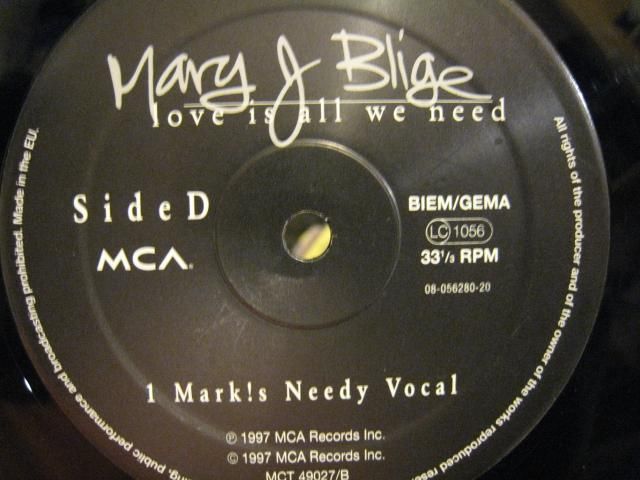 Mary J Blige
love is all we need
Side D
MCA
BIEM/GEMA
LC 1056
33⅓ RPM
08-056280-20
1 Mark!s Needy Vocal
℗ 1997 MCA Records Inc.
© 1997 MCA Records Inc.
MCT 49027/B
All rights of the producer and of the owner of the works reproduced
public performance and broadcasting prohibited. Made in the EU.